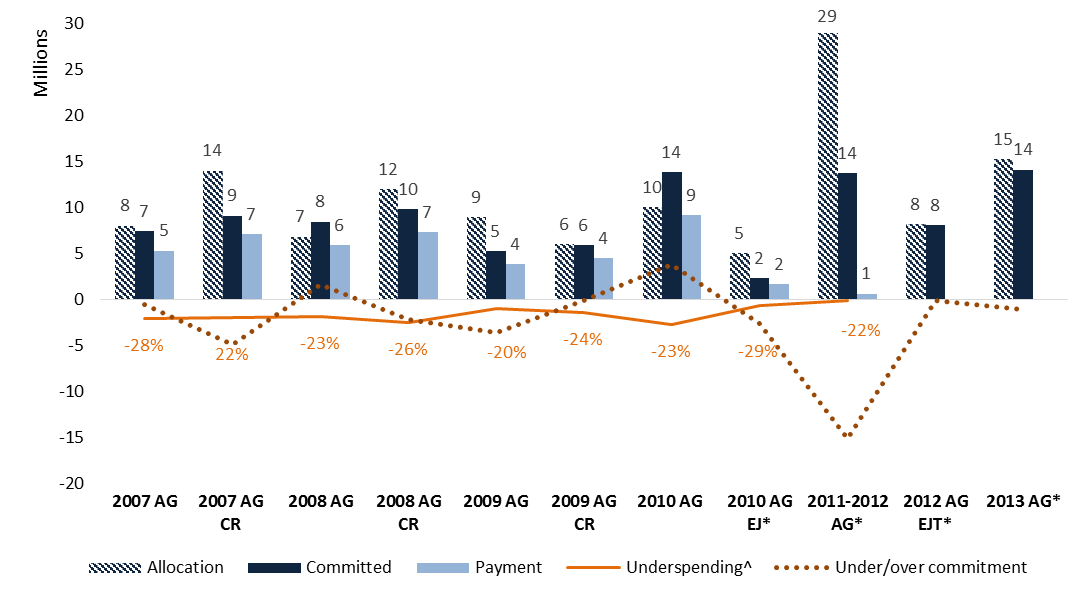 Millions
30
25
20
15
10
5
0
-5
-10
-15
-20
8 7 5
14 9 7
7 8 6
12 10 7
9 5 4
6 6 4
10 14 9
5 2 2
29 14 1
8 8
15 14
-28% 22% -23% -26% -20% -24% -23% -29% -22%
2007 AG 2007 AG 2008 AG 2008 AG 2009 AG 2009 AG 2010 AG 2010 AG 2011-2012 2012 AG 2013 AG*
CR CR CR EJ* AG* EJT*
Allocation Committed Payment Underspending^ Under/over commitment